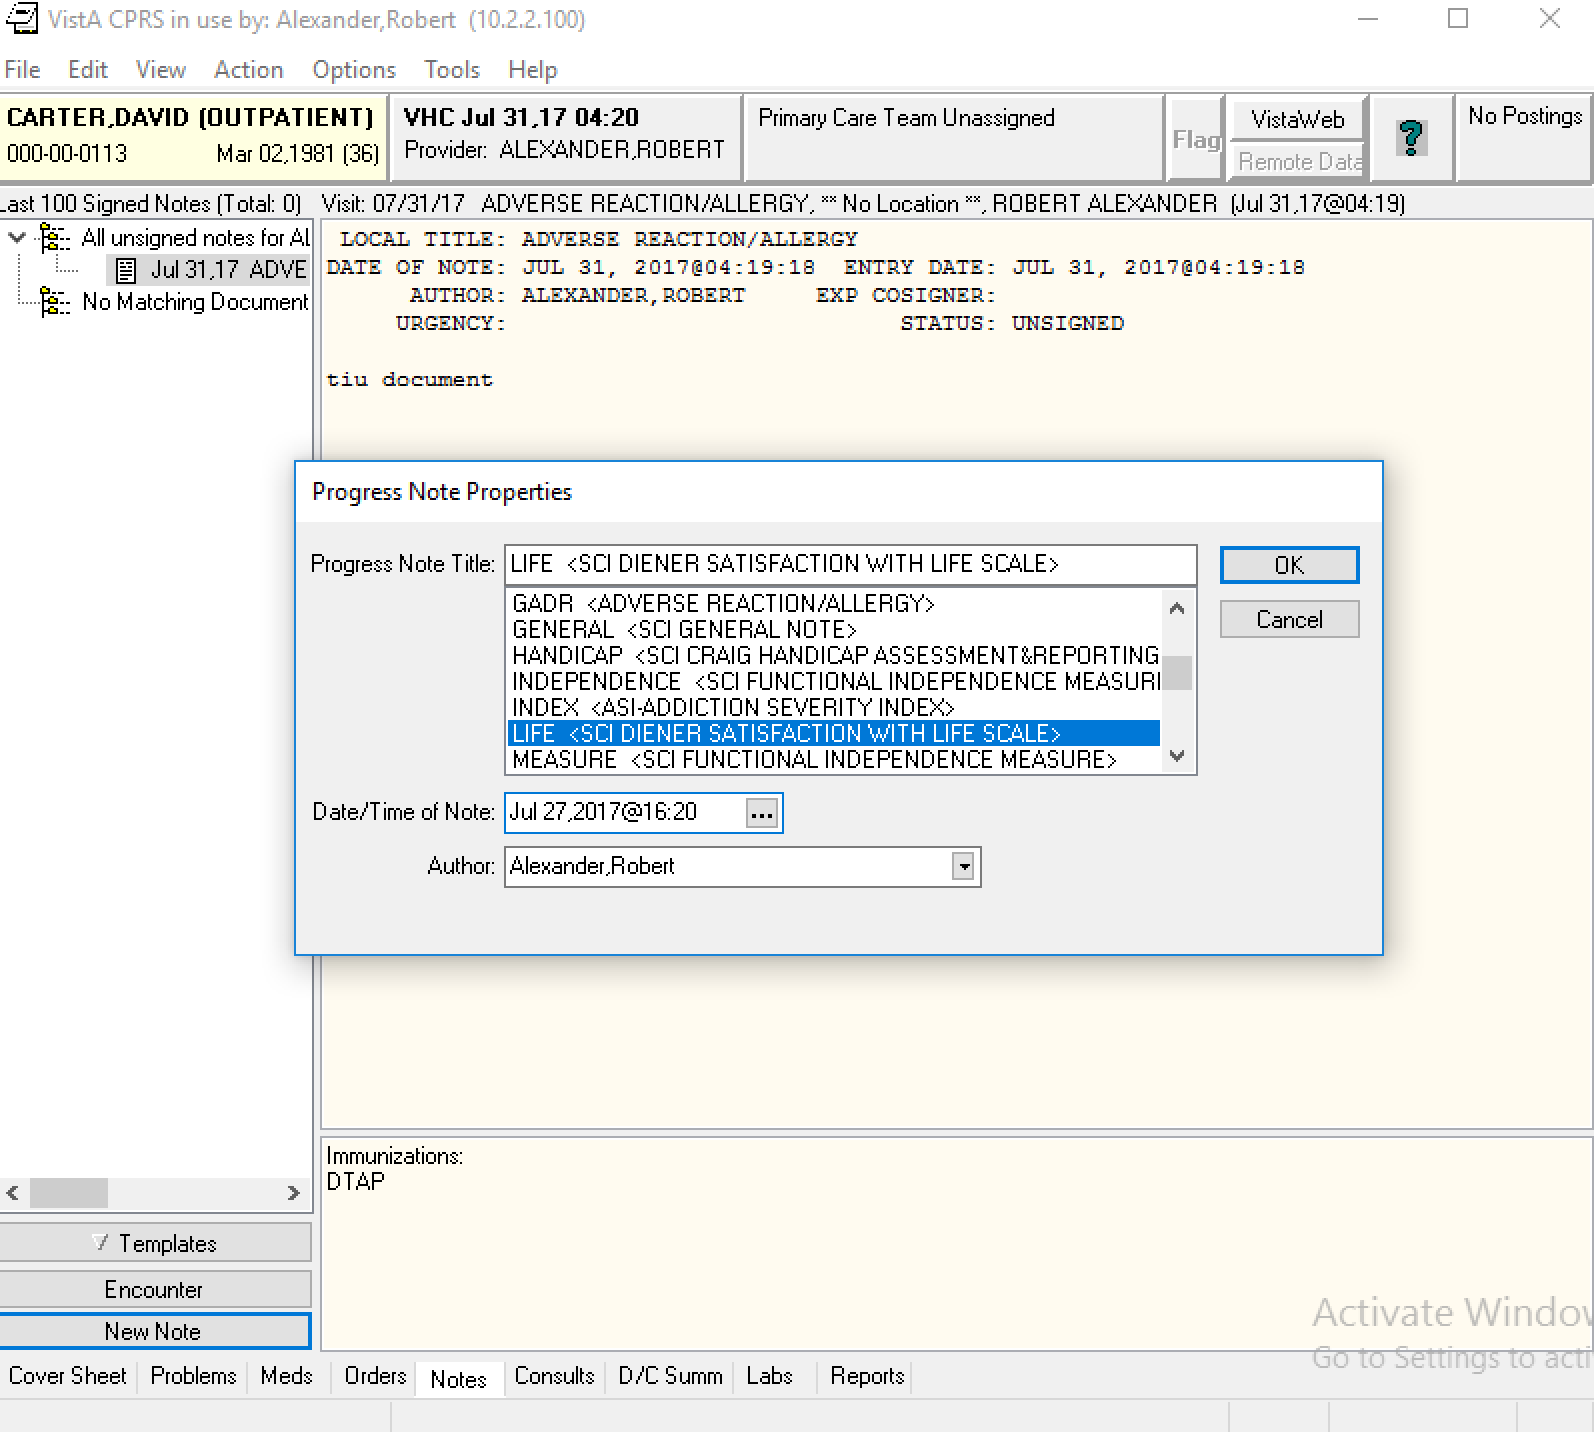 VistA CPRS in use by: Alexander,Robert (10.2.2.100)
File Edit View Action Options Tools Help
CARTER,DAVID (OUTPATIENT)
000-00-0113 Mar 02,1981 (36)
VHC Jul 31,17 04:20
Provider: ALEXANDER,ROBERT
Primary Care Team Unassigned
Flag
VistaWeb
Remote Data
?
No Postings
Last 100 Signed Notes (Total: 0)
Visit: 07/31/17 ADVERSE REACTION/ALLERGY, ** No Location **, ROBERT ALEXANDER (Jul 31,17@04:19)
All unsigned notes for AL
Jul 31,17 ADVE
No Matching Document
LOCAL TITLE: ADVERSE REACTION/ALLERGY
DATE OF NOTE: JUL 31, 2017@04:19:18 ENTRY DATE: JUL 31, 2017@04:19:18
AUTHOR: ALEXANDER,ROBERT EXP COSIGNER:
URGENCY: STATUS: UNSIGNED
tiu document
Progress Note Properties
Progress Note Title: LIFE <SCI DIENER SATISFACTION WITH LIFE SCALE>
GADR <ADVERSE REACTION/ALLERGY>
GENERAL <SCI GENERAL NOTE>
HANDICAP <SCI CRAIG HANDICAP ASSESSMENT&REPORTING
INDEPENDENCE <SCI FUNCTIONAL INDEPENDENCE MEASURE
INDEX <ASI-ADDICTION SEVERITY INDEX>
LIFE <SCI DIENER SATISFACTION WITH LIFE SCALE>
MEASURE <SCI FUNCTIONAL INDEPENDENCE MEASURE>
OK
Cancel
Date/Time of Note: Jul 27,2017@16:20 ...
Author: Alexander,Robert
Immunizations:
DTAP
Templates
Encounter
New Note
Activate Window
Go to Settings to acti
Cover Sheet Problems Meds Orders Notes Consults D/C Summ Labs Reports